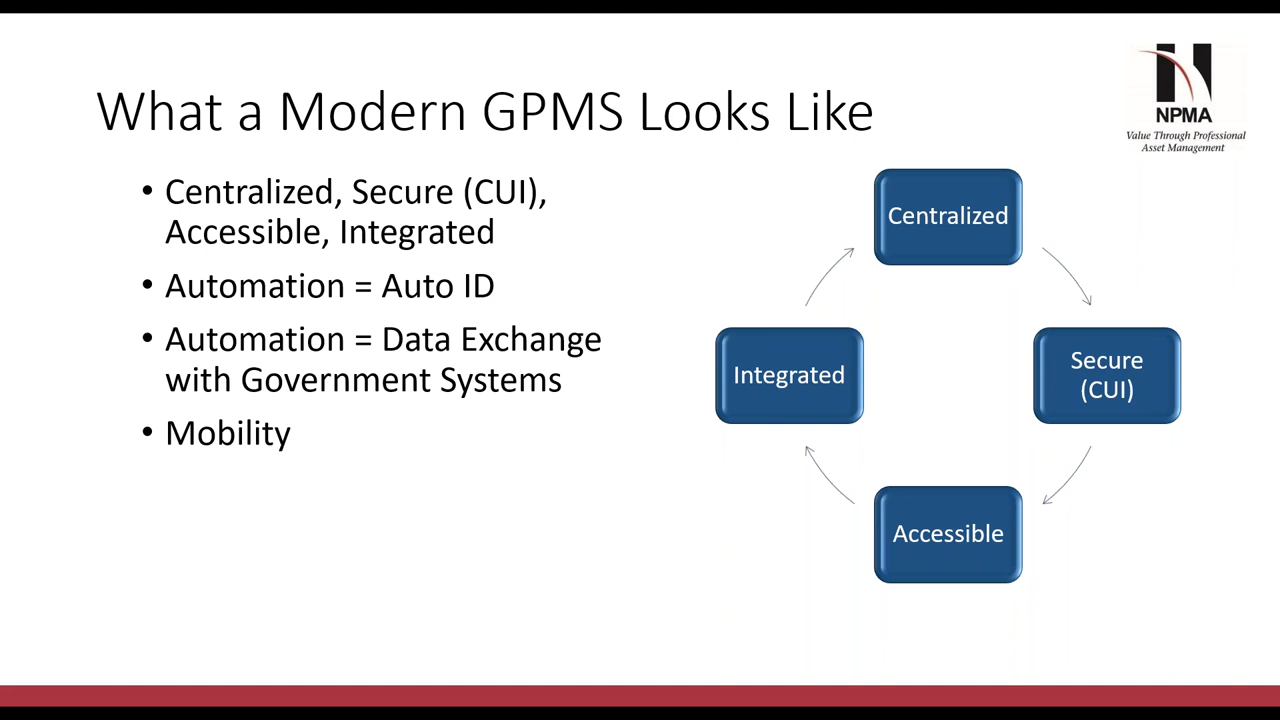 What a Modern GPMS Looks Like
NPMA
Value Through Professional
Asset Management
• Centralized, Secure (CUI),
Accessible, Integrated
• Automation = Auto ID
• Automation = Data Exchange
with Government Systems
• Mobility
Centralized
Secure
(CUI)
Accessible
Integrated